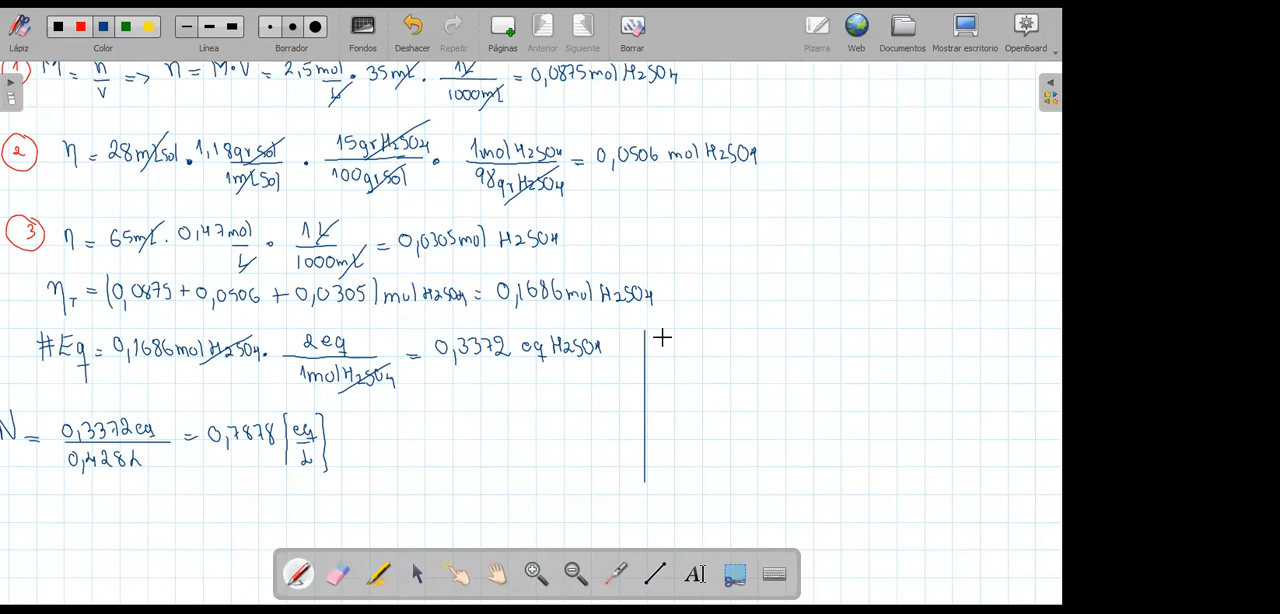 Lápiz Color Línea Borrador Fondos Deshacer Repetir Páginas Anterior Siguiente Borrar Pizarra Web Documentos Mostrar escritorio OpenBoard
1) M = n/V => n = M·V = 2,5 mol/L · 35 mL · 1L/1000mL = 0,0875 mol H2SO4
2 n = 28 mL sol · 1,18 gr sol/1 mL sol · 15 gr H2SO4/100 gr sol · 1 mol H2SO4/98 gr H2SO4 = 0,0506 mol H2SO4
3 n = 65 mL · 0,47 mol/L · 1L/1000 mL = 0,0305 mol H2SO4
nT = (0,0875 + 0,0506 + 0,0305) mol H2SO4 = 0,1686 mol H2SO4
#EqT = 0,1686 mol H2SO4 · 2 eq/1 mol H2SO4 = 0,3372 eq H2SO4
N = 0,3372 eq/0,428 L = 0,7878 [eq/L]
AI